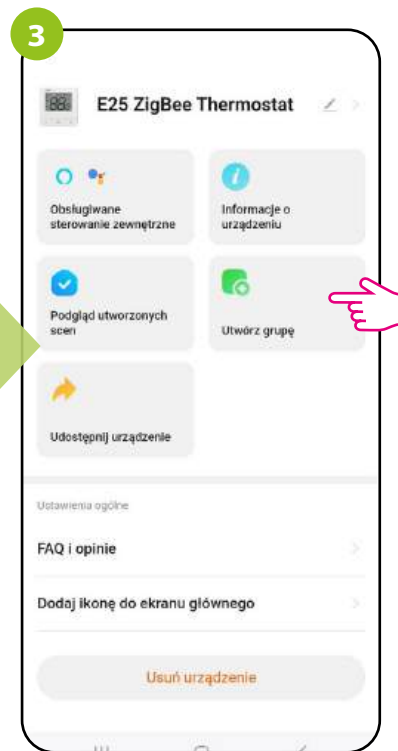 3
E25 ZigBee Thermostat
Obsługiwane
sterowanie zewnętrzne
Informacje o
urządzeniu
Podgląd utworzonych
scen
Utwórz grupę
Udostępnij urządzenie
Ustawienia ogólne
FAQ i opinie
Dodaj ikonę do ekranu głównego
Usuń urządzenie